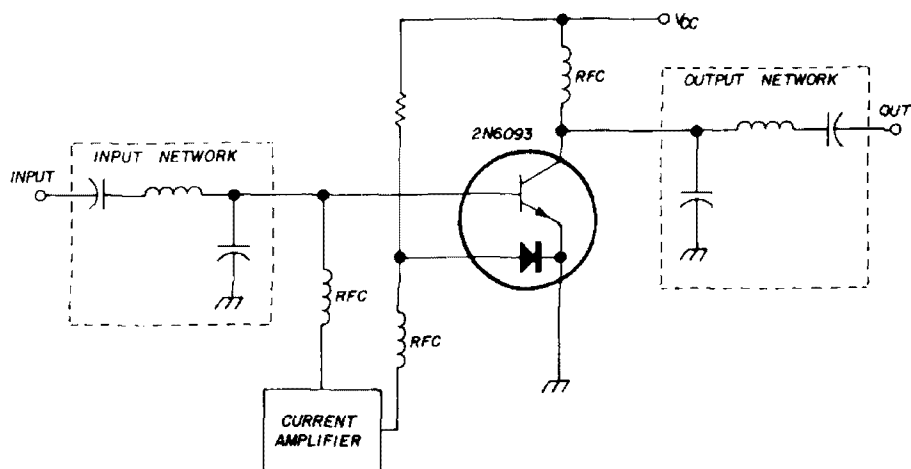 VCC
RFC
OUTPUT NETWORK
2N6093
OUT
INPUT NETWORK
INPUT
RFC
RFC
CURRENT
AMPLIFIER